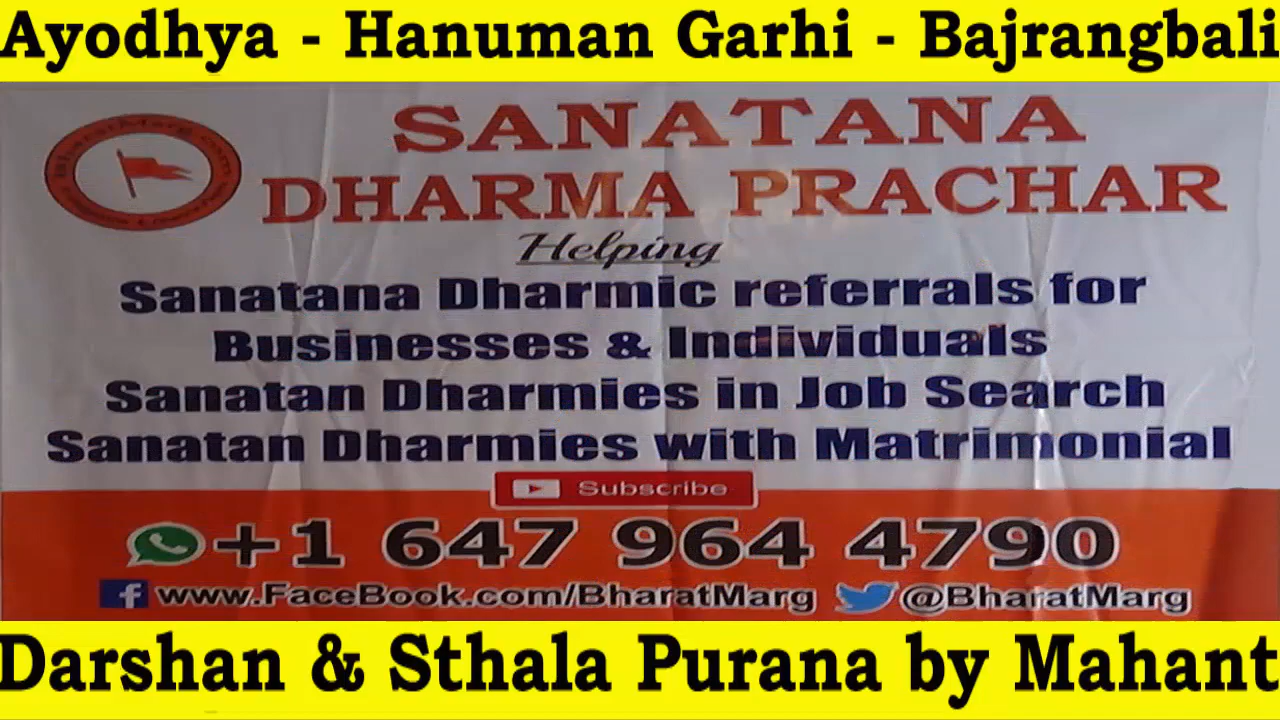 Ayodhya - Hanuman Garhi - Bajrangbali
SANATANA
DHARMA PRACHAR
BharatMarg.com
Helping
Sanatana Dharmic referrals for
Businesses & Individuals
Sanatan Dharmies in Job Search
Sanatan Dharmies with Matrimonial
Subscribe
+1 647 964 4790
www.FaceBook.com/BharatMarg @BharatMarg
Darshan & Sthala Purana by Mahant